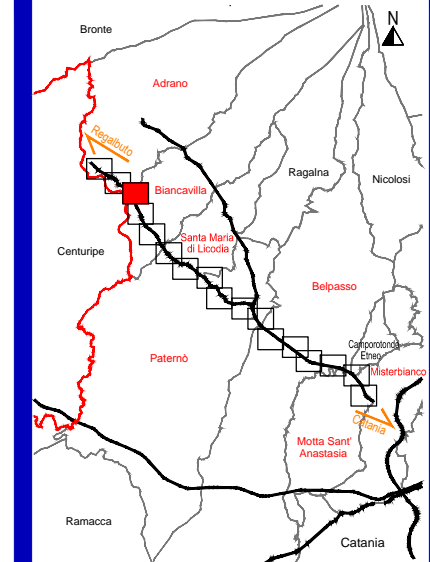 N
Bronte
Adrano
Regalbuto
Ragalna
Nicolosi
Biancavilla
Santa Maria
di Licodia
Centuripe
Belpasso
Camporotondo
Etneo
Paternò
Misterbianco
Catania
Motta Sant'
Anastasia
Ramacca
Catania